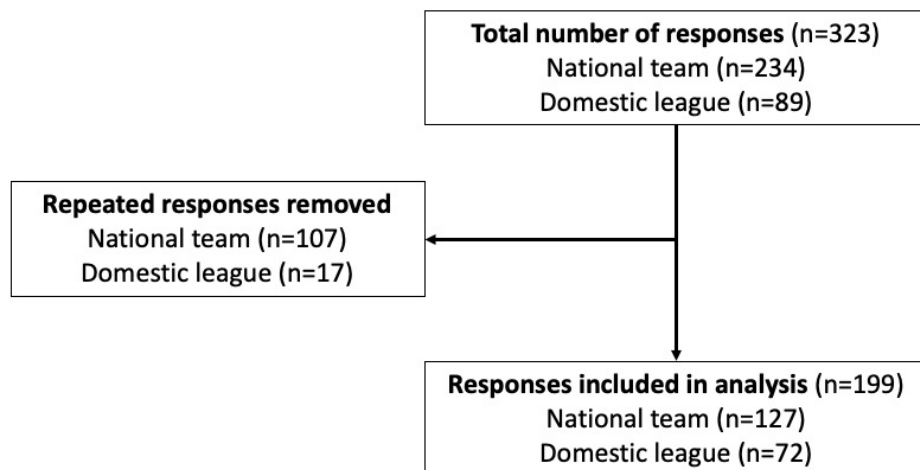 Total number of responses (n=323)
National team (n=234)
Domestic league (n=89)
Repeated responses removed
National team (n=107)
Domestic league (n=17)
Responses included in analysis (n=199)
National team (n=127)
Domestic league (n=72)